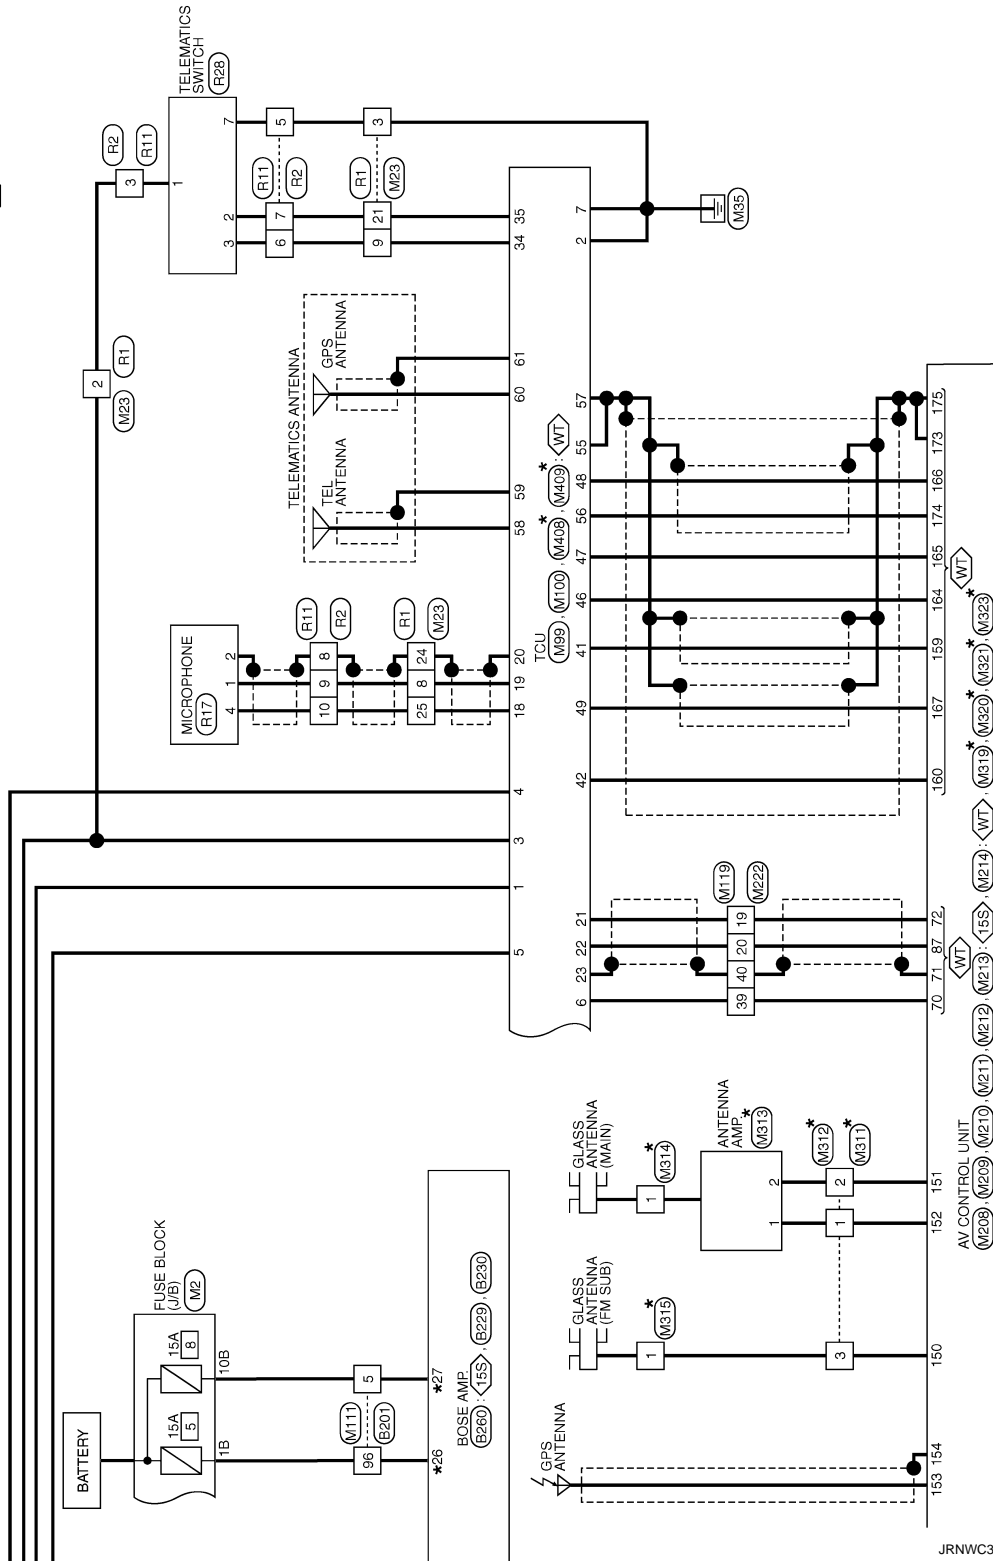 TELEMATICS
SWITCH
R28
R2
R11
3
1
7
5
3
R11
R2
R1
M23
2
7
21
35
3
6
9
34
7
2
M35
2
R1
M23
TELEMATICS ANTENNA
GPS
ANTENNA
61
60
TEL
ANTENNA
59
58
MICROPHONE
R17
2
1
4
8
9
10
R11
R2
24
8
25
R1
M23
20
19
18
TCU
M99 , M100 , M408* , M409* : WT
57
55
48
56
47
46
41
49
42
175
173
166
174
165
164
159
167
160
WT
4
3
1
5
21
22
23
6
M119
M222
19
20
40
39
72
87
71
70
WT
GLASS
ANTENNA
(MAIN)
1
M314*
ANTENNA
AMP.
M313*
2
1
M312*
M311*
2
1
151
152
AV CONTROL UNIT
M208 , M209 , M210 , M211 , M212 , M213 : 15S , M214 : WT , M319* , M320* , M321* , M323*
GLASS
ANTENNA
(FM SUB)
1
M315*
3
150
FUSE BLOCK
(J/B)
M2
BATTERY
15A
8
15A
5
10B
1B
5
M111
B201
96
*27
*26
BOSE AMP.
B260 : 15S , B229 , B230
GPS
ANTENNA
154
153
JRNWC3